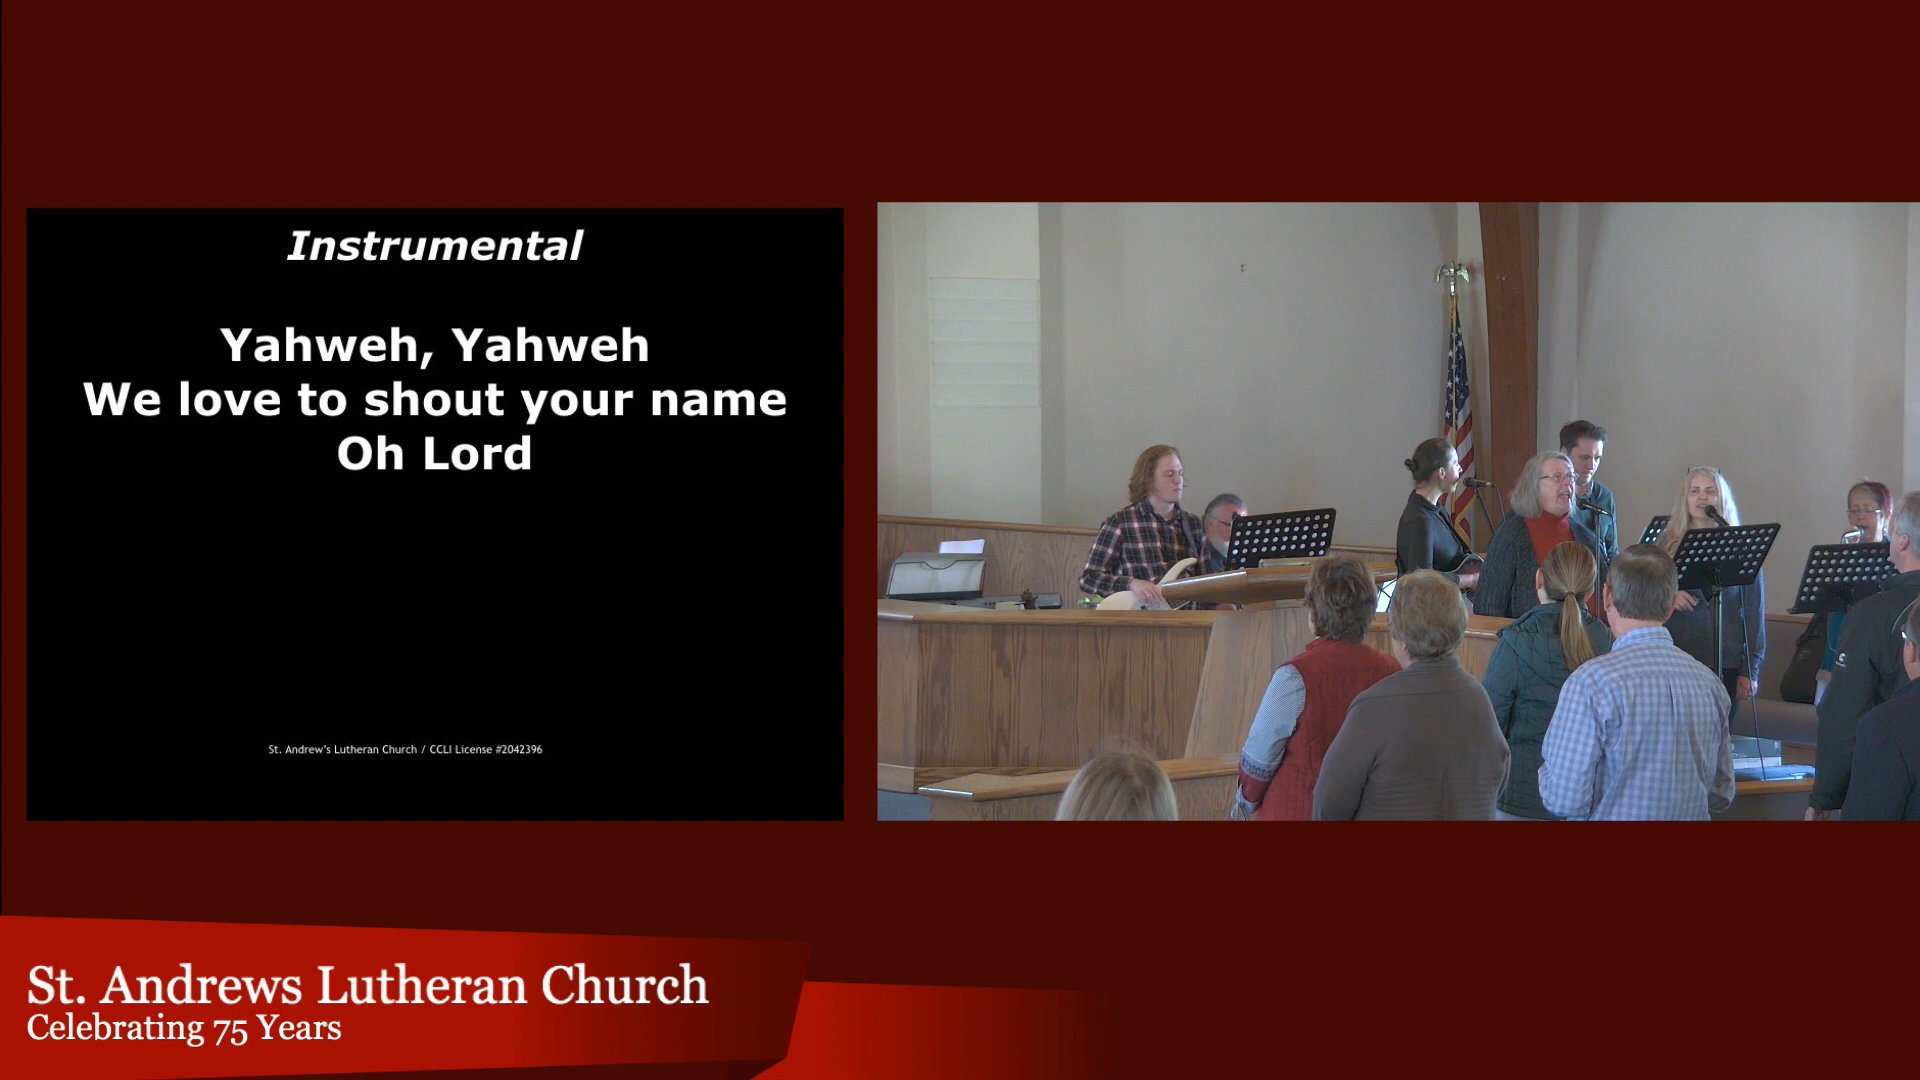 Instrumental
Yahweh, Yahweh
We love to shout your name
Oh Lord
St. Andrew's Lutheran Church / CCLI License #2042396
St. Andrews Lutheran Church
Celebrating 75 Years